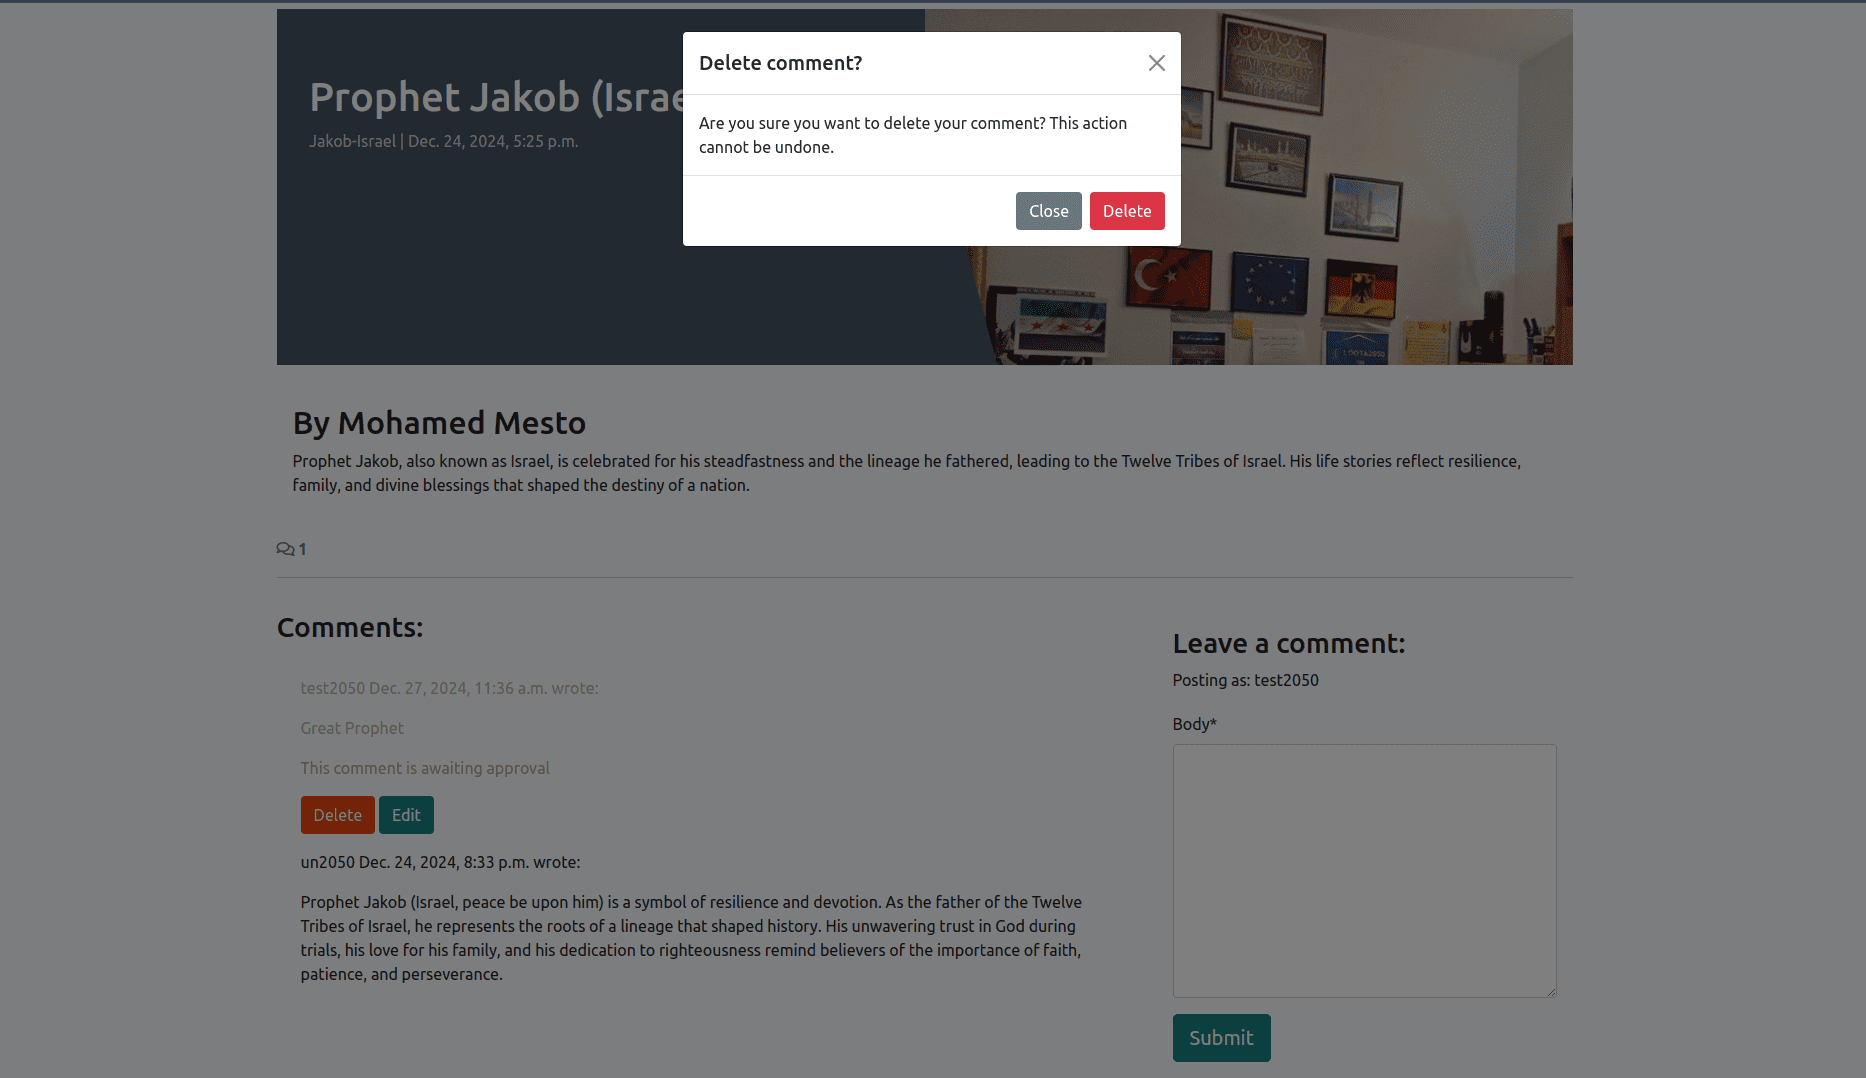 Delete comment?
Are you sure you want to delete your comment? This action
cannot be undone.
Close
Delete
Prophet Jakob (Israe
Jakob-Israel | Dec. 24, 2024, 5:25 p.m.
By Mohamed Mesto
Prophet Jakob, also known as Israel, is celebrated for his steadfastness and the lineage he fathered, leading to the Twelve Tribes of Israel. His life stories reflect resilience,
family, and divine blessings that shaped the destiny of a nation.
1
Comments:
test2050 Dec. 27, 2024, 11:36 a.m. wrote:
Great Prophet
This comment is awaiting approval
Delete Edit
un2050 Dec. 24, 2024, 8:33 p.m. wrote:
Prophet Jakob (Israel, peace be upon him) is a symbol of resilience and devotion. As the father of the Twelve
Tribes of Israel, he represents the roots of a lineage that shaped history. His unwavering trust in God during
trials, his love for his family, and his dedication to righteousness remind believers of the importance of faith,
patience, and perseverance.
Leave a comment:
Posting as: test2050
Body*
Submit